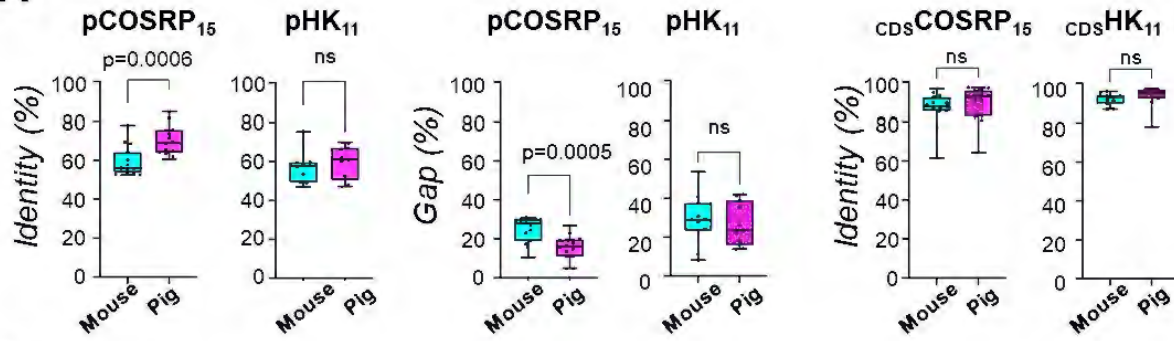 pCOSRP15 pHK11 pCOSRP15 pHK11 CDSCOSRP15 CDSHK11
p=0.0006 ns ns ns
ns
p=0.0005
Identity (%) 100 80 60 40 20 0
100 80 60 40 20 0
Gap (%) 100 80 60 40 20 0
100 80 60 40 20 0
Identity (%) 100 80 60 40 20 0
100 80 60 40 20 0
Mouse Pig Mouse Pig Mouse Pig Mouse Pig Mouse Pig Mouse Pig